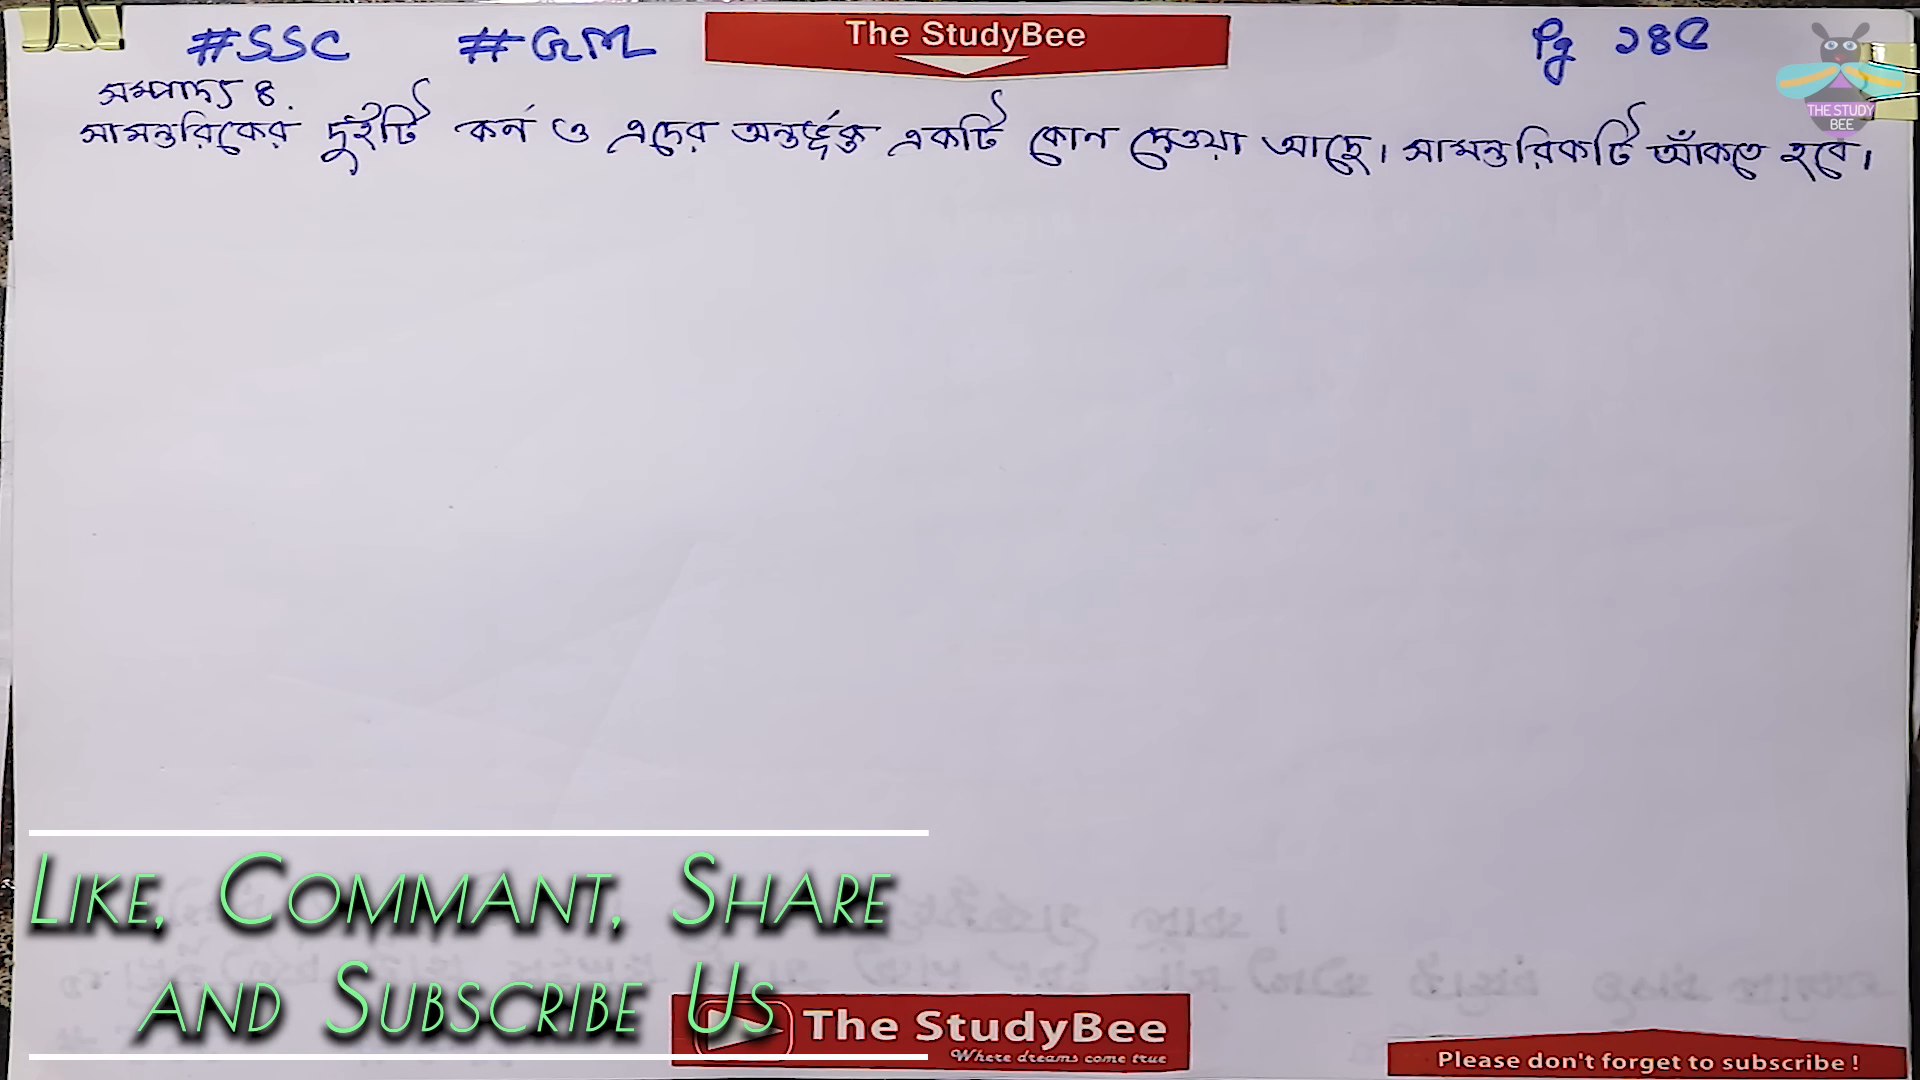 #SSC #GM The StudyBee Pg ১৪৫
THE STUDY
BEE
সম্পাদ্য ৪.
সামন্তরিকের দুইটি কর্ন ও এদের অন্তর্ভুক্ত একটি কোন দেওয়া আছে। সামন্তরিকটি আঁকতে হবে।
LIKE, COMMANT, SHARE
AND SUBSCRIBE US
The StudyBee
Where dreams come true
Please don't forget to subscribe !